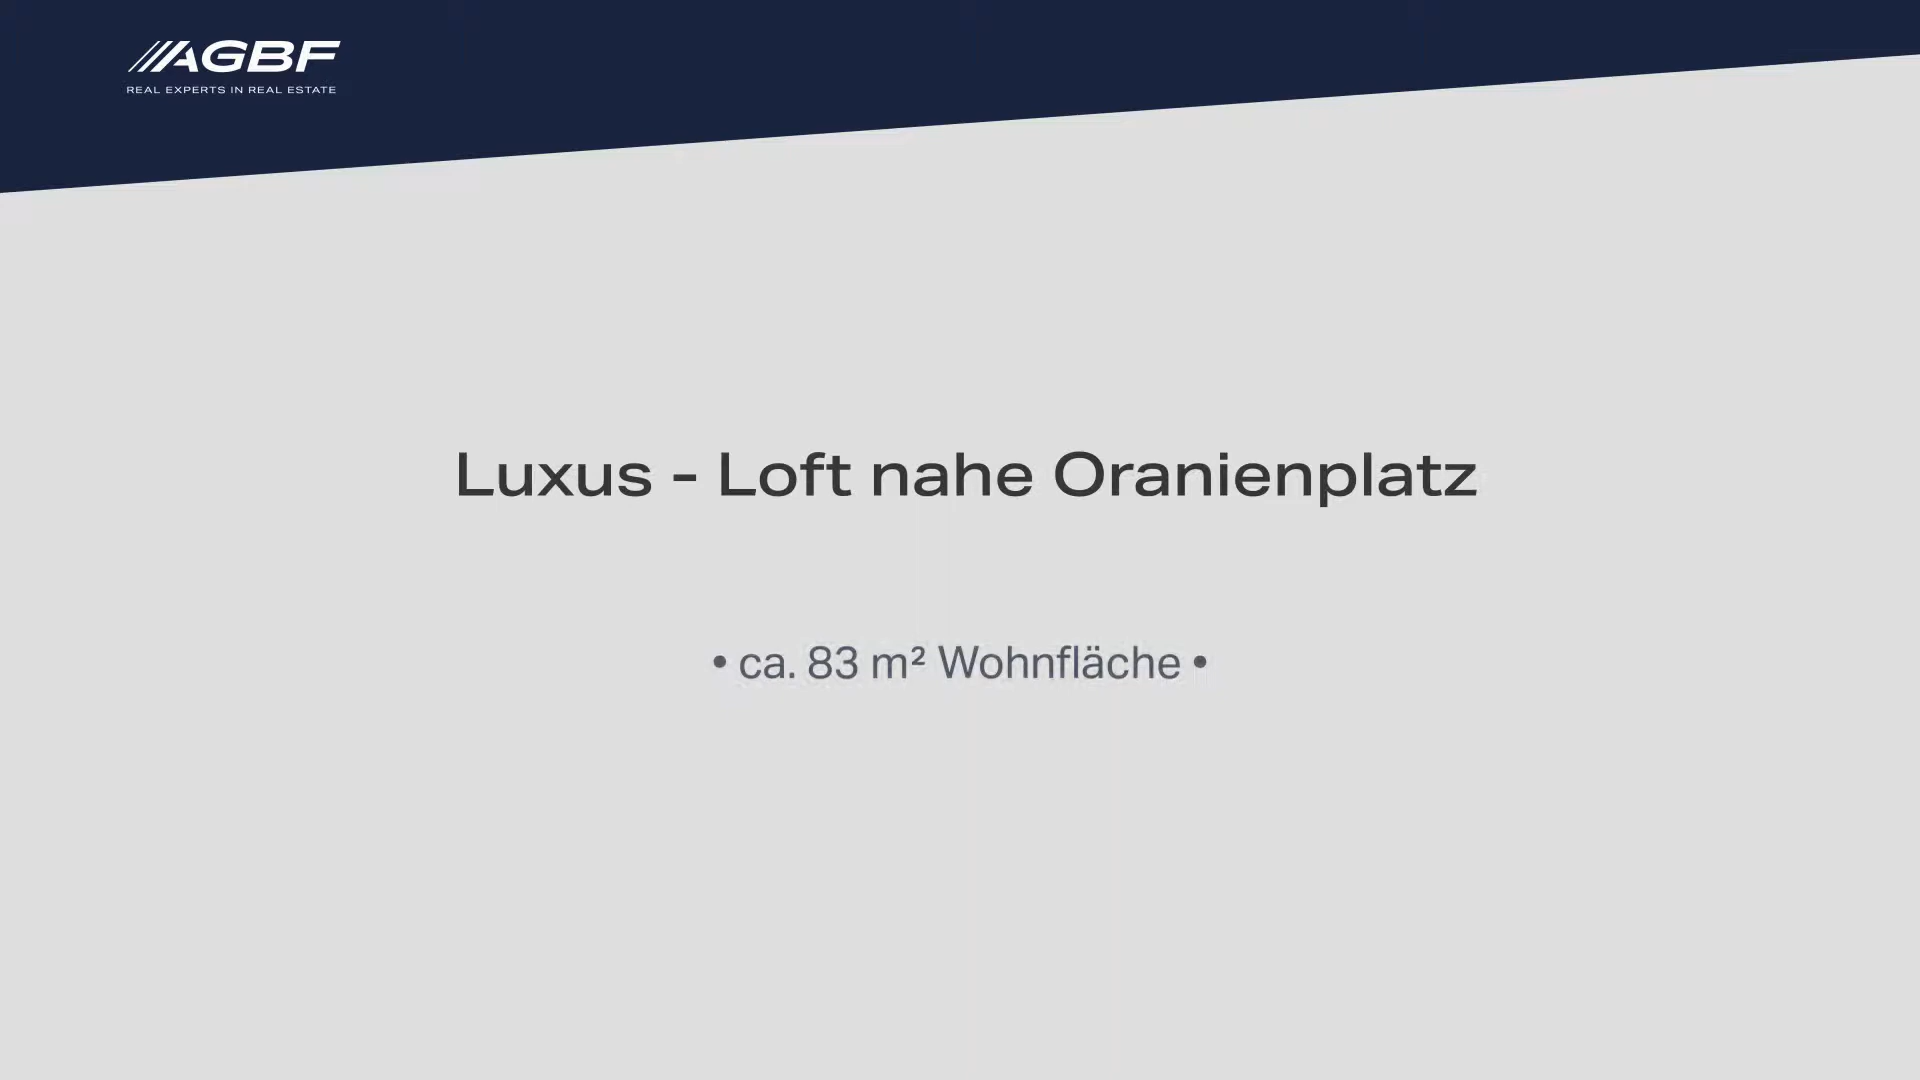 AGBF
REAL EXPERTS IN REAL ESTATE
Luxus - Loft nahe Oranienplatz
• ca. 83 m² Wohnfläche •